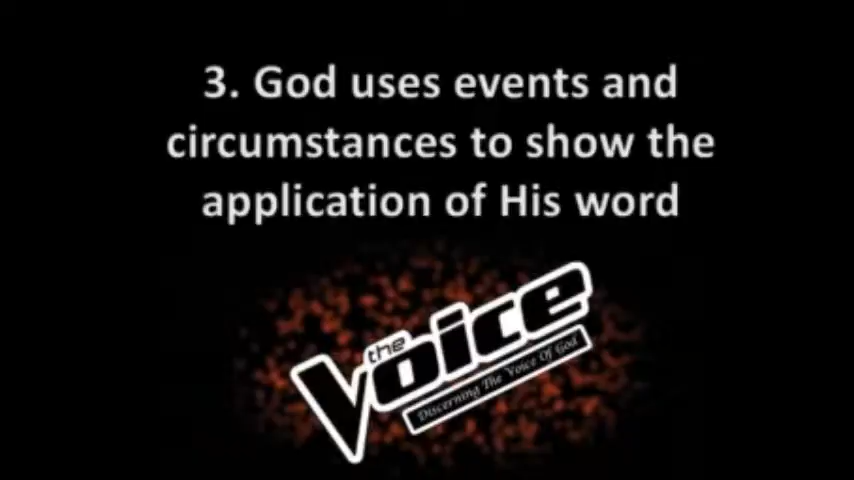 3. God uses events and
circumstances to show the
application of His word
the
Voice
Discerning The Voice Of God